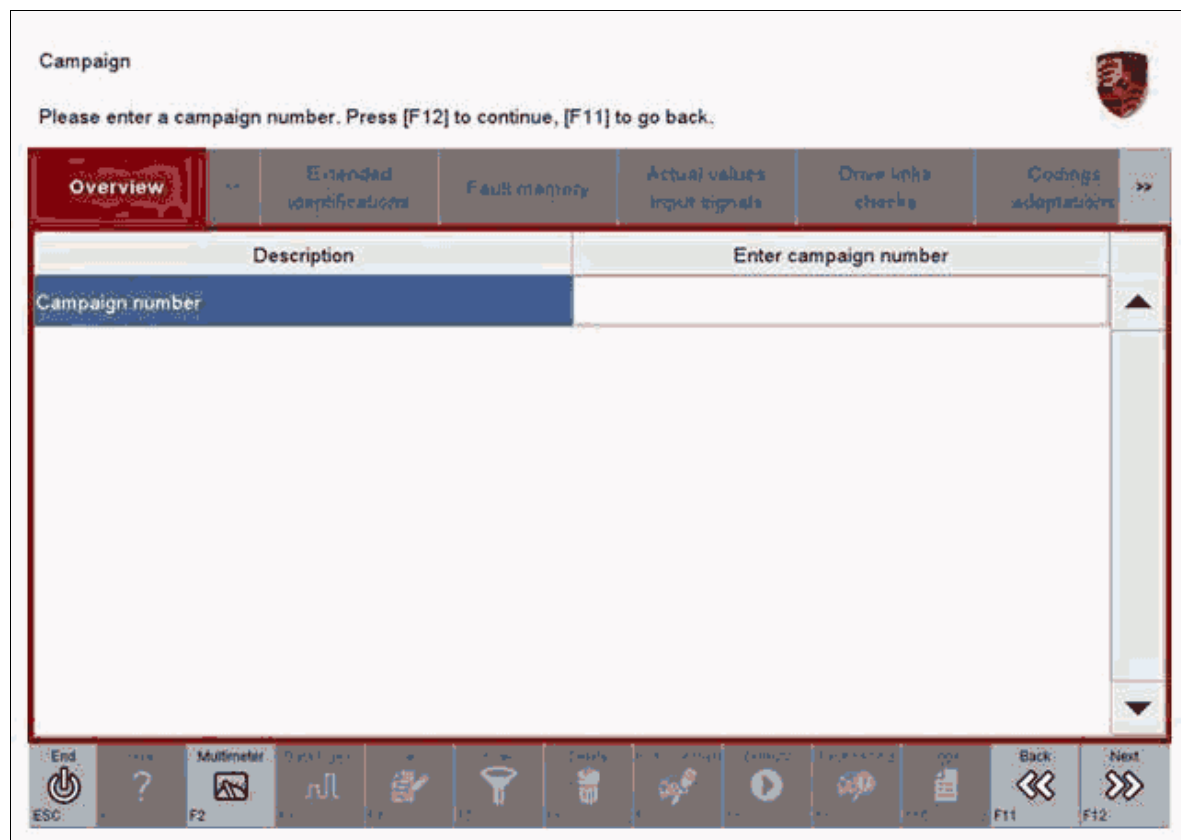 Campaign
Please enter a campaign number. Press [F12] to continue, [F11] to go back.
Overview
Extended
identifications
Fault memory
Actual values
input signals
Drive links
checks
Codings
adaptations
»
Description
Enter campaign number
Campaign number
End
ESC
?
Multimeter
F2
Delete
Back
F11
Next
F12